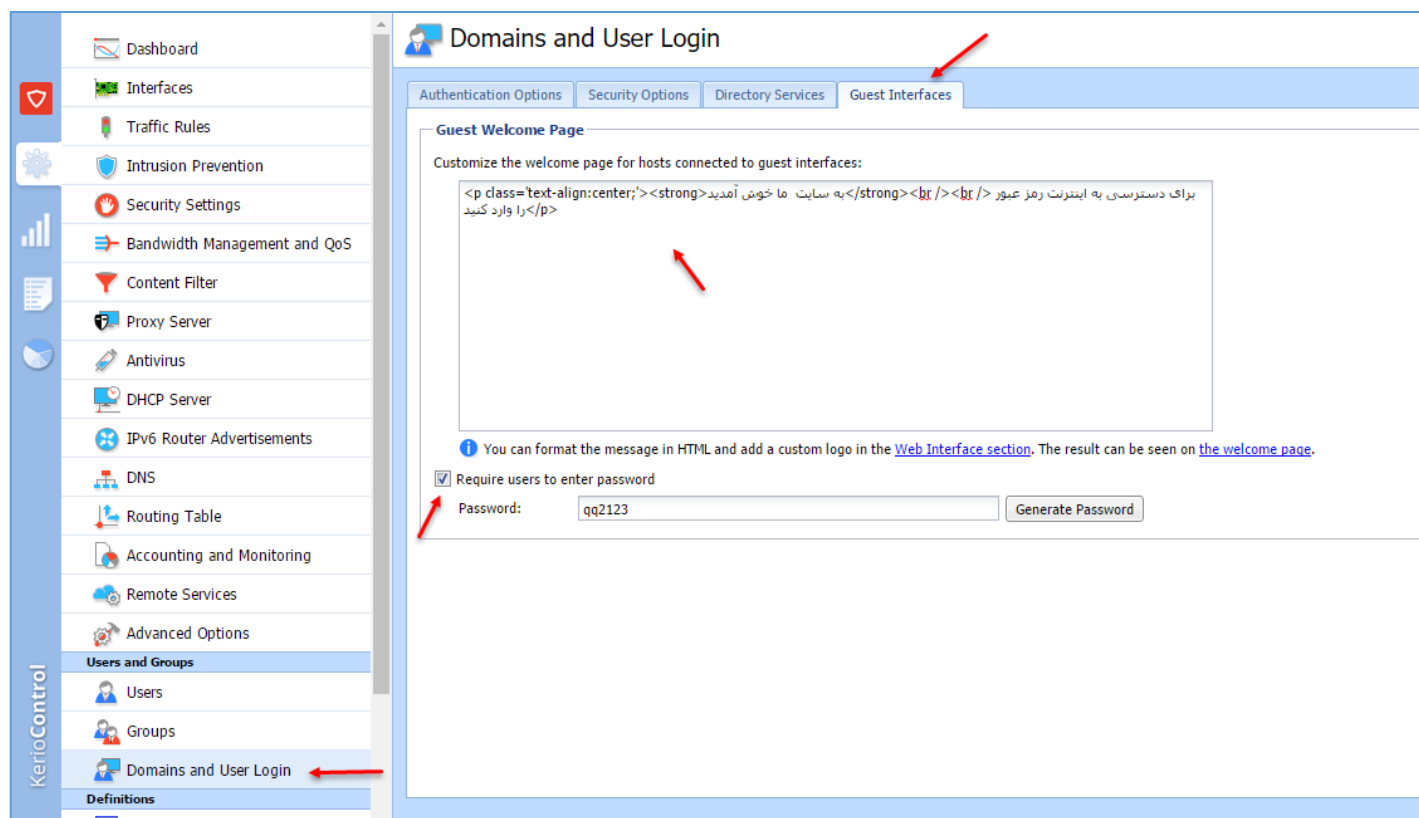 Dashboard
Interfaces
Traffic Rules
Intrusion Prevention
Security Settings
Bandwidth Management and QoS
Content Filter
Proxy Server
Antivirus
DHCP Server
IPv6 Router Advertisements
DNS
Routing Table
Accounting and Monitoring
Remote Services
Advanced Options
Users and Groups
Users
Groups
Domains and User Login
Definitions
KerioControl
Domains and User Login
Authentication Options
Security Options
Directory Services
Guest Interfaces
Guest Welcome Page
Customize the welcome page for hosts connected to guest interfaces:
<p class='text-align:center;'><strong>به سایت ما خوش آمدید</strong><br /><br /> برای دسترسی به اینترنت رمز عبور
را وارد کنید</p>
You can format the message in HTML and add a custom logo in the Web Interface section. The result can be seen on the welcome page.
Require users to enter password
Password:
qq2123
Generate Password